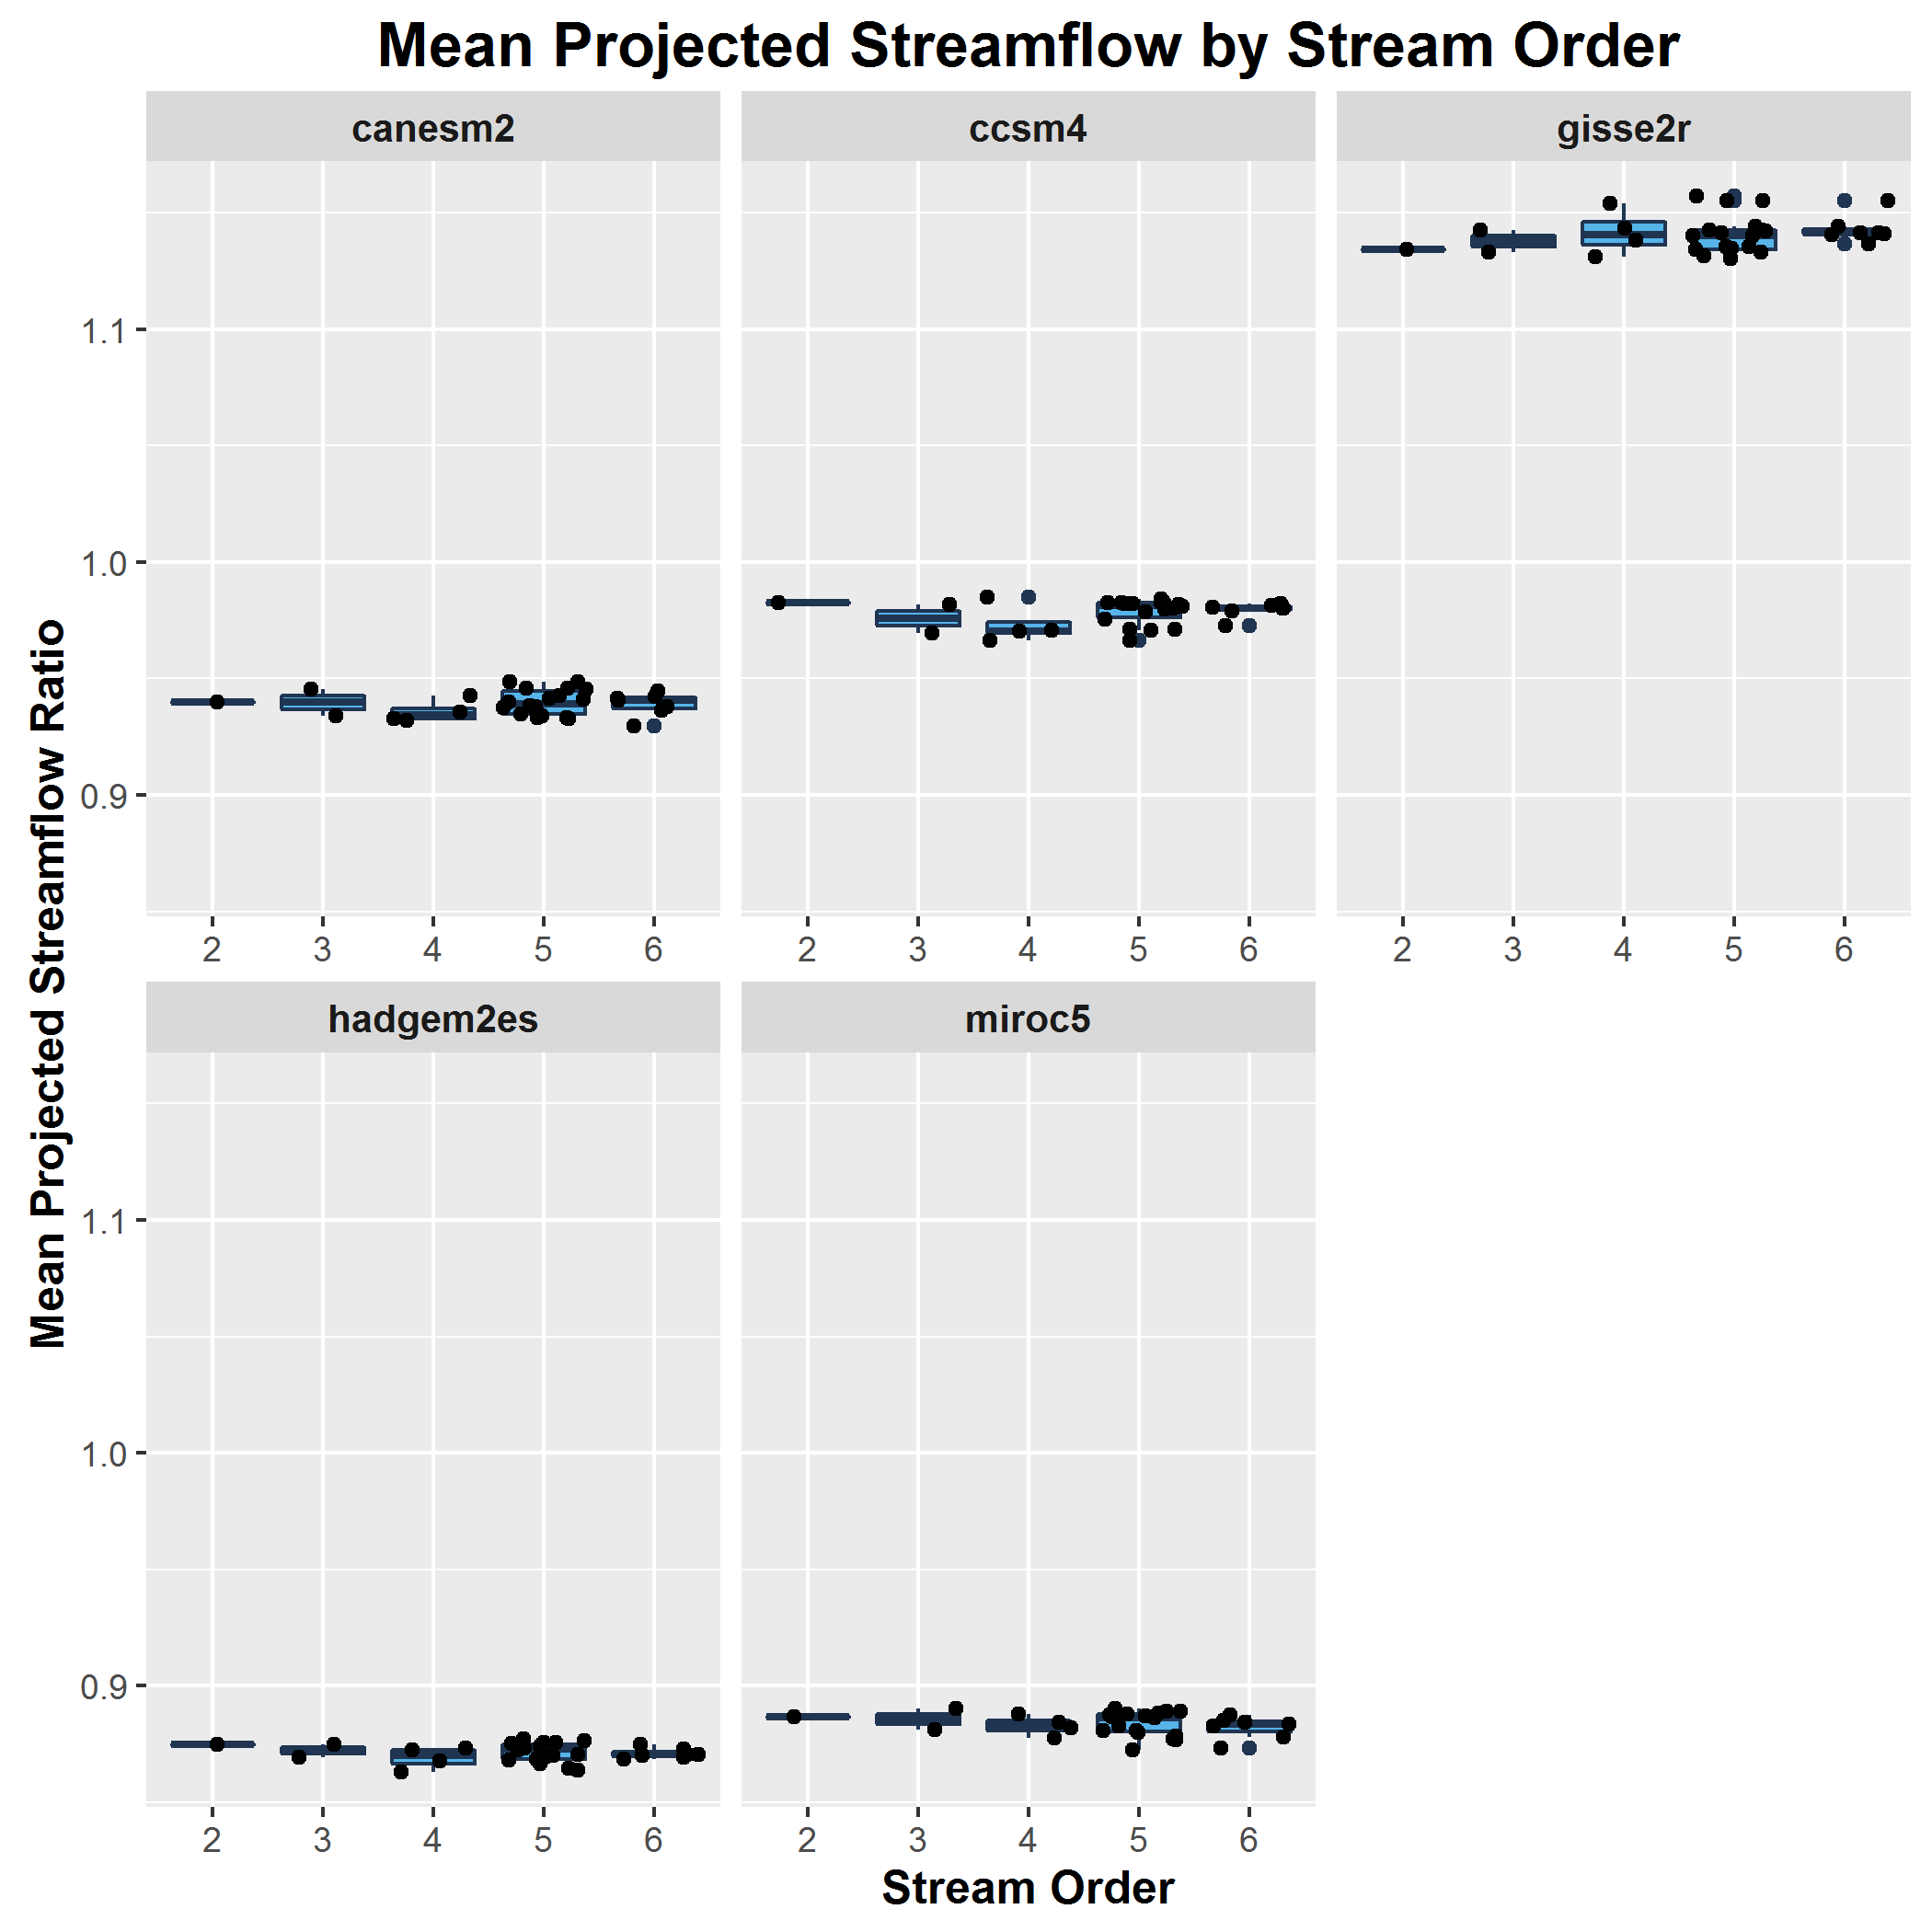 Mean Projected Streamflow by Stream Order
canesm2
ccsm4
gisse2r
1.1
1.0
0.9
2 3 4 5 6
2 3 4 5 6
2 3 4 5 6
Mean Projected Streamflow Ratio
hadgem2es
miroc5
1.1
1.0
0.9
2 3 4 5 6
2 3 4 5 6
Stream Order